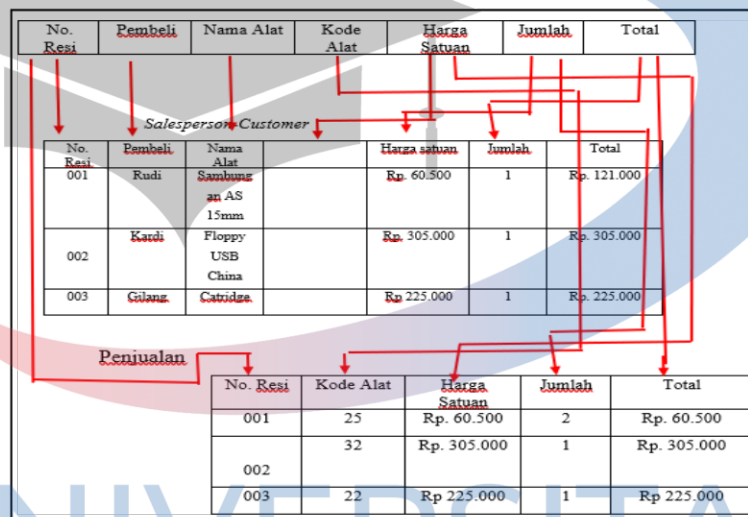 No. Resi Pembeli Nama Alat Kode Alat Harga Satuan Jumlah Total
Salesperson-Customer
No. Resi Pembeli Nama Alat Harga satuan Jumlah Total
001 Rudi Sambung an AS 15mm Rp. 60.500 1 Rp. 121.000
002 Kardi Floppy USB China Rp. 305.000 1 Rp. 305.000
003 Gilang Catridge Rp 225.000 1 Rp. 225.000
Penjualan
No. Resi Kode Alat Harga Satuan Jumlah Total
001 25 Rp. 60.500 2 Rp. 60.500
002 32 Rp. 305.000 1 Rp. 305.000
003 22 Rp 225.000 1 Rp 225.000